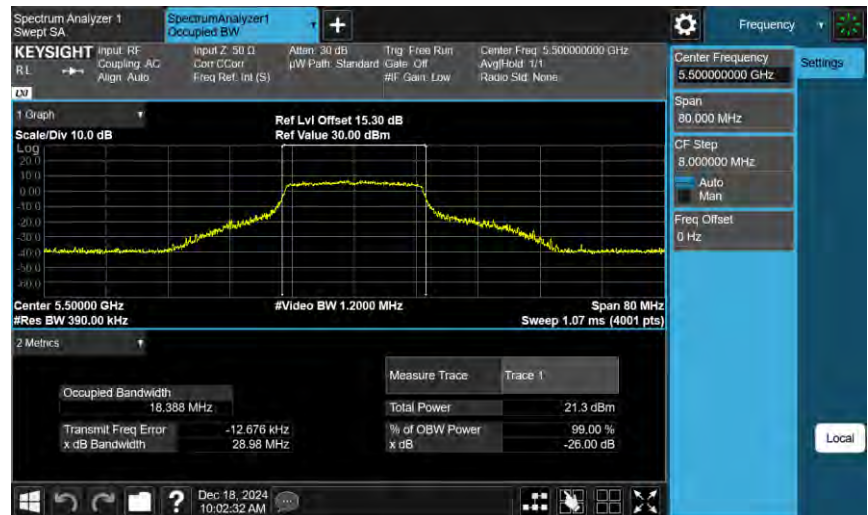 Spectrum Analyzer 1
Swept SA
SpectrumAnalyzer1
Occupied BW
+
Frequency
KEYSIGHT
RL
LXI
Input: RF
Coupling: AC
Align: Auto
Input Z: 50 Ω
Corr CCorr
Freq Ref: Int (S)
Atten: 30 dB
µW Path: Standard
Trig: Free Run
Gate: Off
#IF Gain: Low
Center Freq: 5.500000000 GHz
Avg|Hold: 1/1
Radio Std: None
Center Frequency
5.500000000 GHz
Settings
Span
80.000 MHz
CF Step
8.000000 MHz
Auto
Man
Freq Offset
0 Hz
Local
1 Graph
Scale/Div 10.0 dB
Ref Lvl Offset 15.30 dB
Ref Value 30.00 dBm
Log
20.0
10.0
0.00
-10.0
-20.0
-30.0
-40.0
-50.0
-60.0
Center 5.50000 GHz
#Video BW 1.2000 MHz
Span 80 MHz
#Res BW 390.00 kHz
Sweep 1.07 ms (4001 pts)
2 Metrics
Measure Trace Trace 1
Occupied Bandwidth
18.388 MHz
Total Power 21.3 dBm
Transmit Freq Error -12.676 kHz
% of OBW Power 99.00 %
x dB Bandwidth 28.98 MHz
x dB -26.00 dB
?
Dec 18, 2024
10:02:32 AM